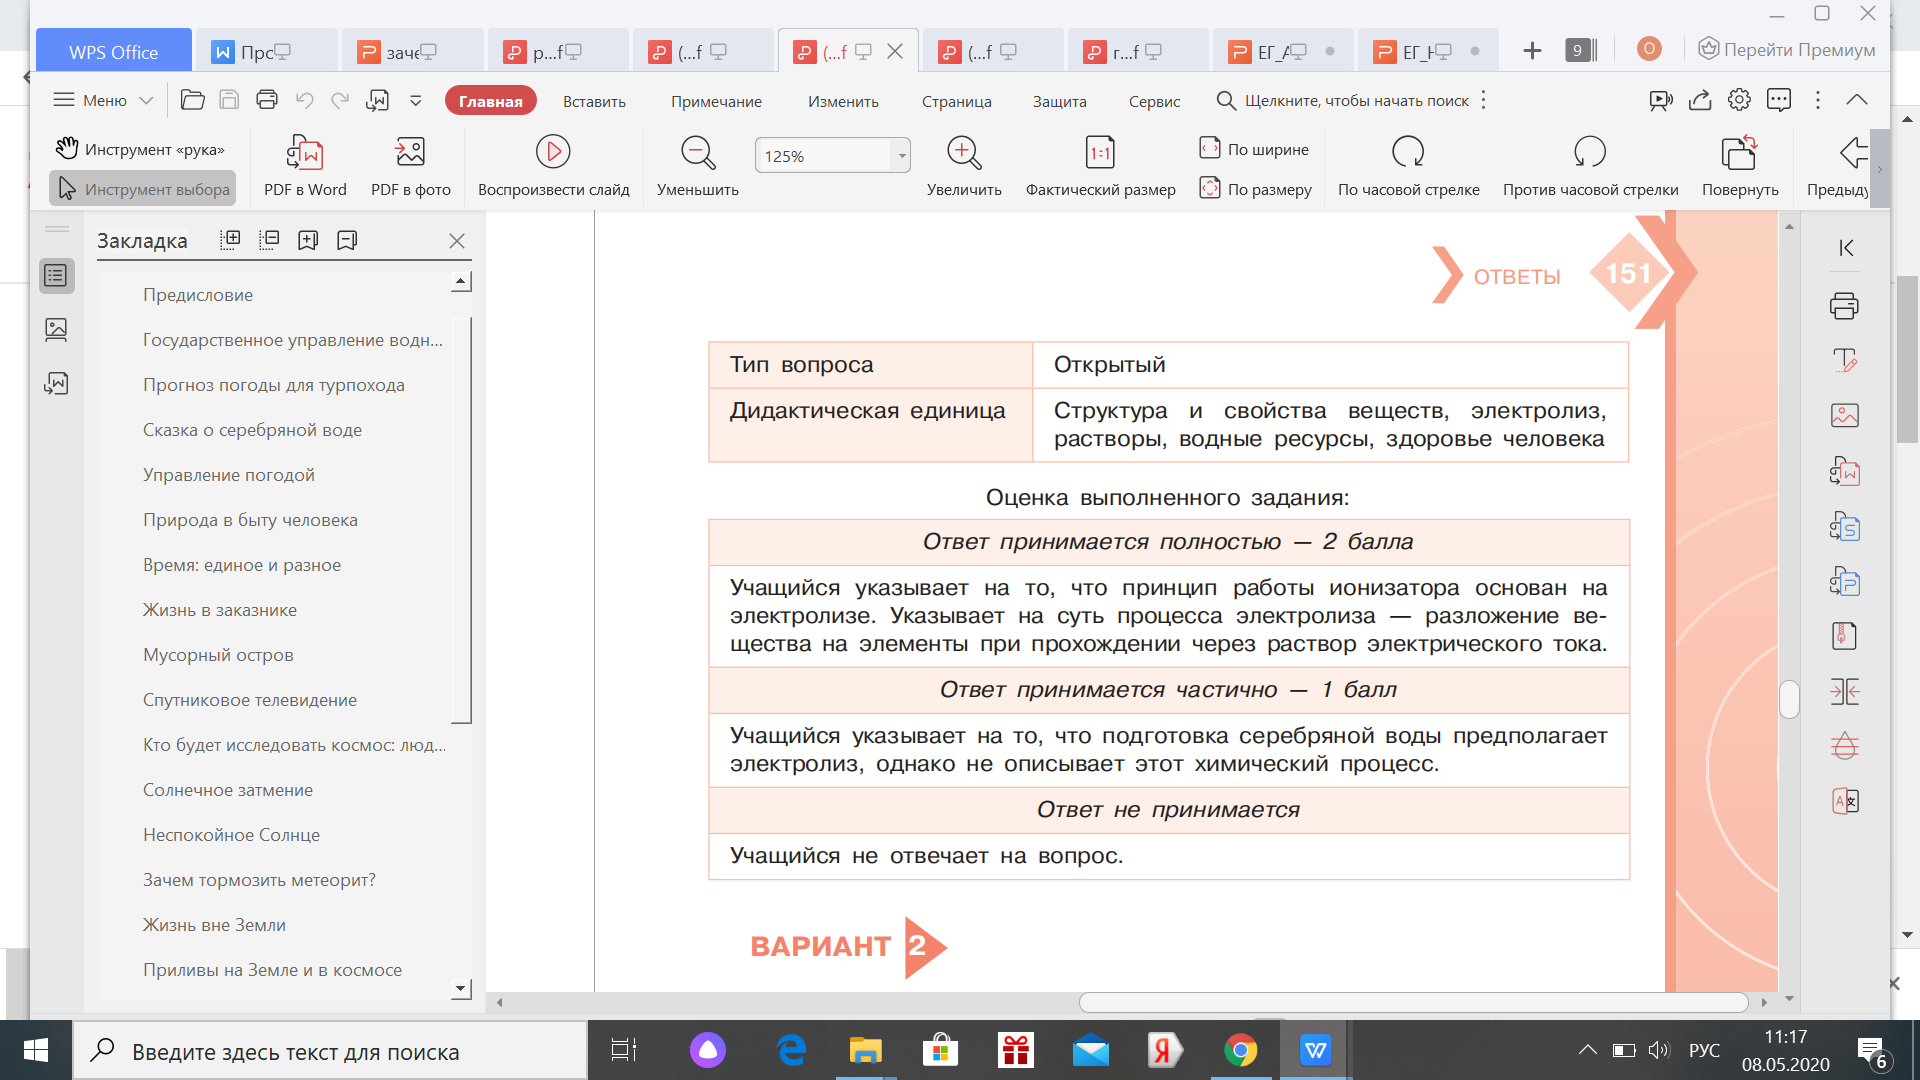 WPS Office
Прс
заче
р...f
(...f
(...f
(...f
г...f
ЕГ_А
ЕГ_Н
9
О
Перейти Премиум
Меню
Главная
Вставить
Примечание
Изменить
Страница
Защита
Сервис
Щелкните, чтобы начать поиск
Инструмент «рука»
Инструмент выбора
PDF в Word
PDF в фото
Воспроизвести слайд
Уменьшить
125%
Увеличить
1:1
Фактический размер
По ширине
По размеру
По часовой стрелке
Против часовой стрелки
Повернуть
Предыду
Закладка
Предисловие
Государственное управление водн...
Прогноз погоды для турпохода
Сказка о серебряной воде
Управление погодой
Природа в быту человека
Время: единое и разное
Жизнь в заказнике
Мусорный остров
Спутниковое телевидение
Кто будет исследовать космос: люд...
Солнечное затмение
Неспокойное Солнце
Зачем тормозить метеорит?
Жизнь вне Земли
Приливы на Земле и в космосе
ОТВЕТЫ
151
Тип вопроса
Открытый
Дидактическая единица
Структура и свойства веществ, электролиз,
растворы, водные ресурсы, здоровье человека
Оценка выполненного задания:
Ответ принимается полностью — 2 балла
Учащийся указывает на то, что принцип работы ионизатора основан на
электролизе. Указывает на суть процесса электролиза — разложение ве-
щества на элементы при прохождении через раствор электрического тока.
Ответ принимается частично — 1 балл
Учащийся указывает на то, что подготовка серебряной воды предполагает
электролиз, однако не описывает этот химический процесс.
Ответ не принимается
Учащийся не отвечает на вопрос.
ВАРИАНТ 2
Введите здесь текст для поиска
РУС
11:17
08.05.2020
6